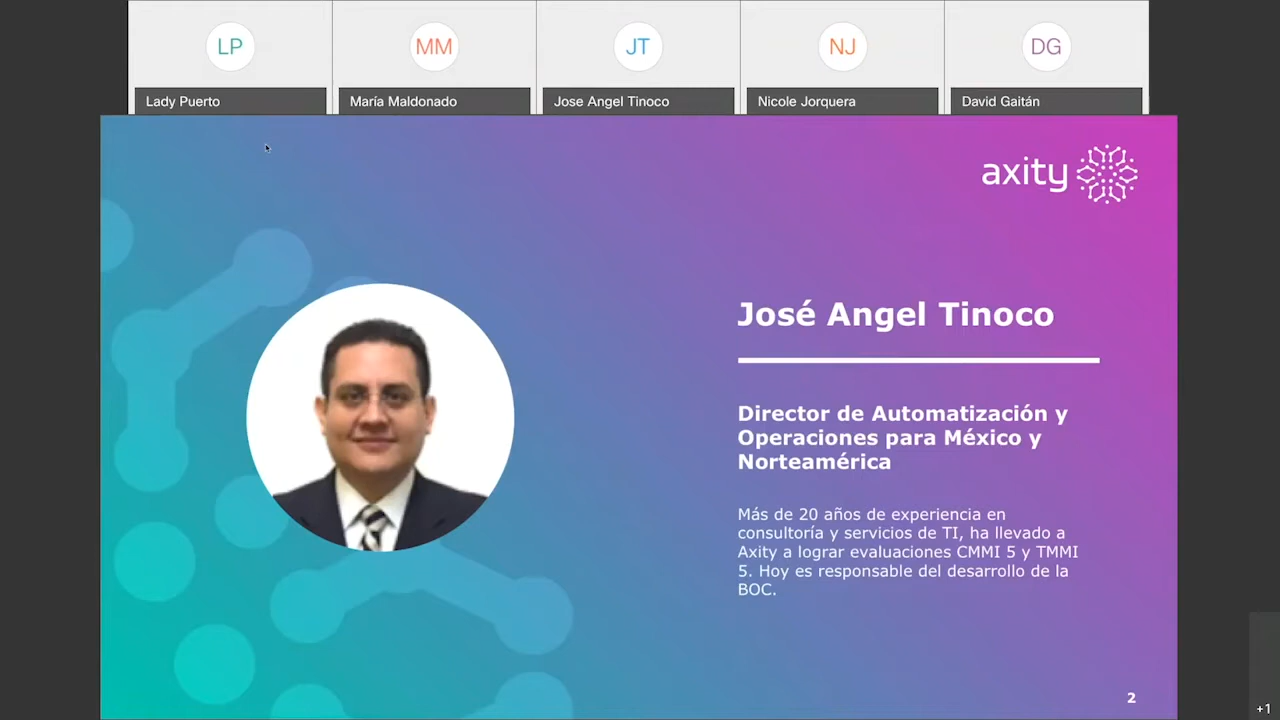 LP
MM
JT
NJ
DG
Lady Puerto
María Maldonado
Jose Angel Tinoco
Nicole Jorquera
David Gaitán
axity
José Angel Tinoco
Director de Automatización y
Operaciones para México y
Norteamérica
Más de 20 años de experiencia en
consultoría y servicios de TI, ha llevado a
Axity a lograr evaluaciones CMMI 5 y TMMI
5. Hoy es responsable del desarrollo de la
BOC.
2
+1